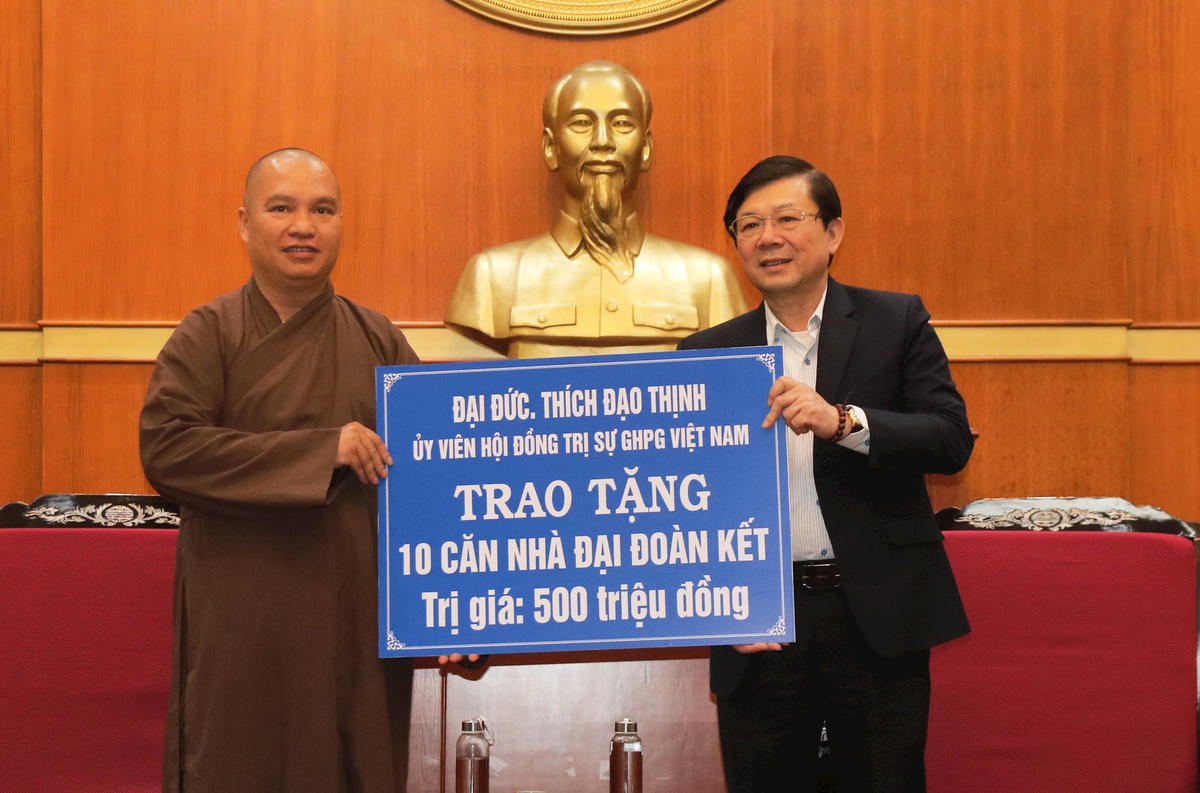 ĐẠI ĐỨC. THÍCH ĐẠO THỊNH
ỦY VIÊN HỘI ĐỒNG TRỊ SỰ GHPG VIỆT NAM
TRAO TẶNG
10 CĂN NHÀ ĐẠI ĐOÀN KẾT
Trị giá: 500 triệu đồng